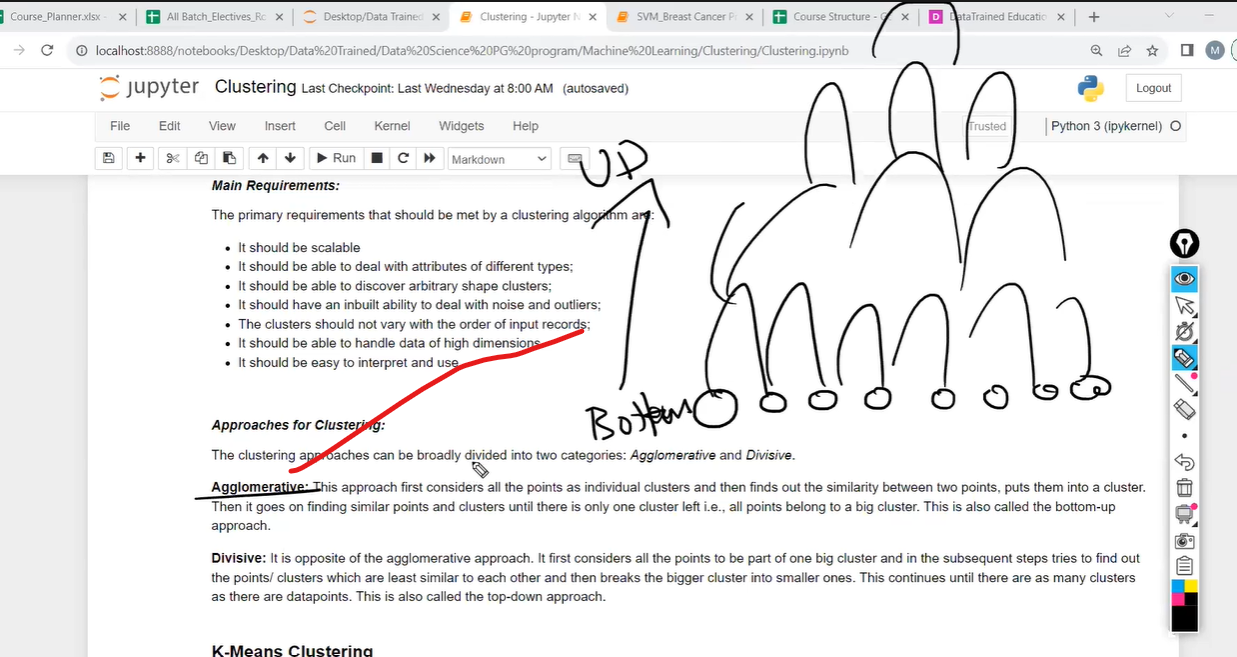 Course_Planner.xlsx -
All Batch_Electives_Ro
Desktop/Data Trained
Clustering - Jupyter N
SVM_Breast Cancer Pr
Course Structure - G
DataTrained Educatio
localhost:8888/notebooks/Desktop/Data%20Trained/Data%20Science%20PG%20program/Machine%20Learning/Clustering/Clustering.ipynb
M
jupyter Clustering Last Checkpoint: Last Wednesday at 8:00 AM (autosaved)
Logout
File Edit View Insert Cell Kernel Widgets Help
Trusted
Python 3 (ipykernel)
Run
Markdown
UP
Main Requirements:
The primary requirements that should be met by a clustering algorithm are:
It should be scalable
It should be able to deal with attributes of different types;
It should be able to discover arbitrary shape clusters;
It should have an inbuilt ability to deal with noise and outliers;
The clusters should not vary with the order of input records;
It should be able to handle data of high dimensions
It should be easy to interpret and use
Bottom
Approaches for Clustering:
The clustering approaches can be broadly divided into two categories: Agglomerative and Divisive.
Agglomerative: This approach first considers all the points as individual clusters and then finds out the similarity between two points, puts them into a cluster.
Then it goes on finding similar points and clusters until there is only one cluster left i.e., all points belong to a big cluster. This is also called the bottom-up
approach.
Divisive: It is opposite of the agglomerative approach. It first considers all the points to be part of one big cluster and in the subsequent steps tries to find out
the points/ clusters which are least similar to each other and then breaks the bigger cluster into smaller ones. This continues until there are as many clusters
as there are datapoints. This is also called the top-down approach.
K-Means Clustering